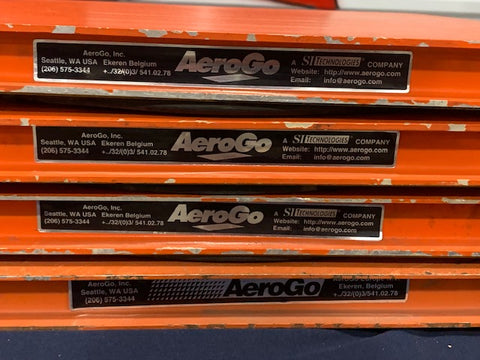 AeroGo, Inc.
Seattle, WA USA Ekeren Belgium
(206) 575-3344 +../32/(0)3/ 541.02.78
AeroGo
A SI TECHNOLOGIES COMPANY
Website: http://www.aerogo.com
Email: info@aerogo.com
AeroGo, Inc.
Seattle, WA USA Ekeren Belgium
(206) 575-3344 +../32/(0)3/ 541.02.78
AeroGo
A SI TECHNOLOGIES COMPANY
Website: http://www.aerogo.com
Email: info@aerogo.com
AeroGo, Inc.
Seattle, WA USA Ekeren Belgium
(206) 575-3344 +../32/(0)3/ 541.02.78
AeroGo
A SI TECHNOLOGIES COMPANY
Website: http://www.aerogo.com
Email: info@aerogo.com
AeroGo, Inc.
Seattle, WA USA
(206) 575-3344
AeroGo
Ekeren, Belgium
+../32/(0)3/541.02.78